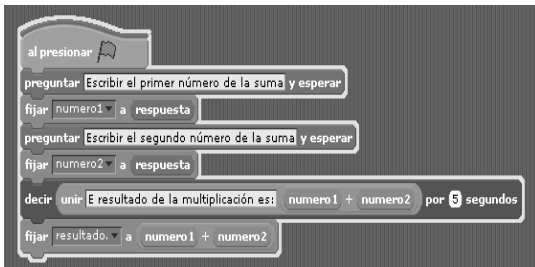 al presionar
preguntar Escribir el primer número de la suma y esperar
fijar numero1 a respuesta
preguntar Escribir el segundo número de la suma y esperar
fijar numero2 a respuesta
decir unir E resultado de la multiplicación es: numero1 + numero2 por 5 segundos
fijar resultado. a numero1 + numero2